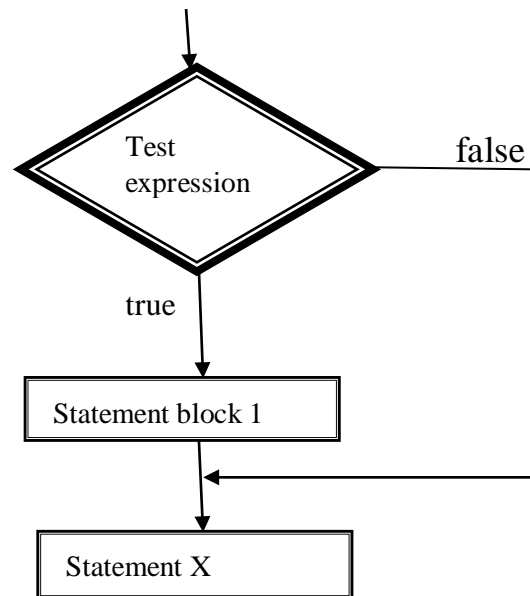 Test
expression
false
true
Statement block 1
Statement X